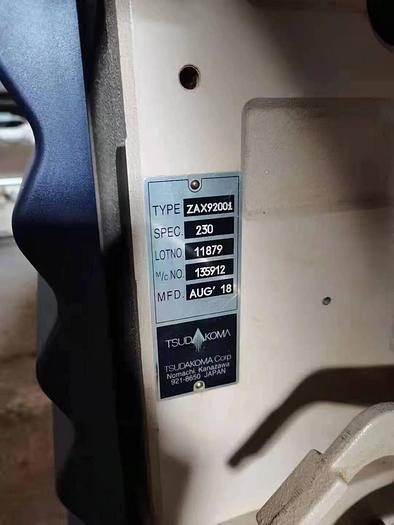 TYPE ZAX9200i
SPEC. 230
LOTNO. 11879
M/C NO. 135912
MFD. AUG' 18
TSUDAKOMA
TSUDAKOMA Corp
Nomachi, Kanazawa
921-8650 JAPAN